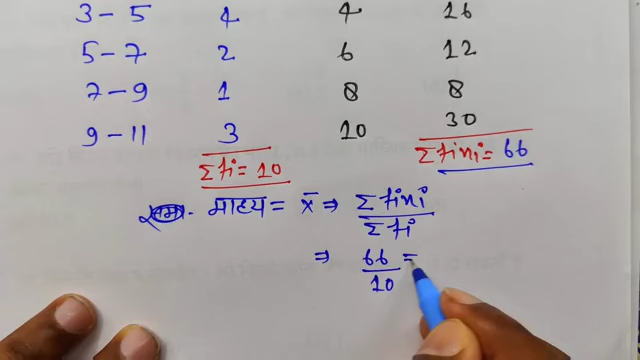 3 - 5 4 4 16
5 - 7 2 6 12
7 - 9 1 8 8
9 - 11 3 10 30
Σfi = 10 Σfixi = 66
माध्य = x̄ ⇒ Σfixi / Σfi
⇒ 66 / 10 =